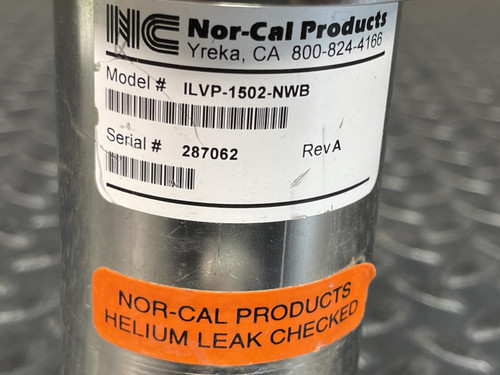 NC Nor-Cal Products
Yreka, CA 800-824-4166
Model # ILVP-1502-NWB
Serial # 287062 Rev A
NOR-CAL PRODUCTS
HELIUM LEAK CHECKED